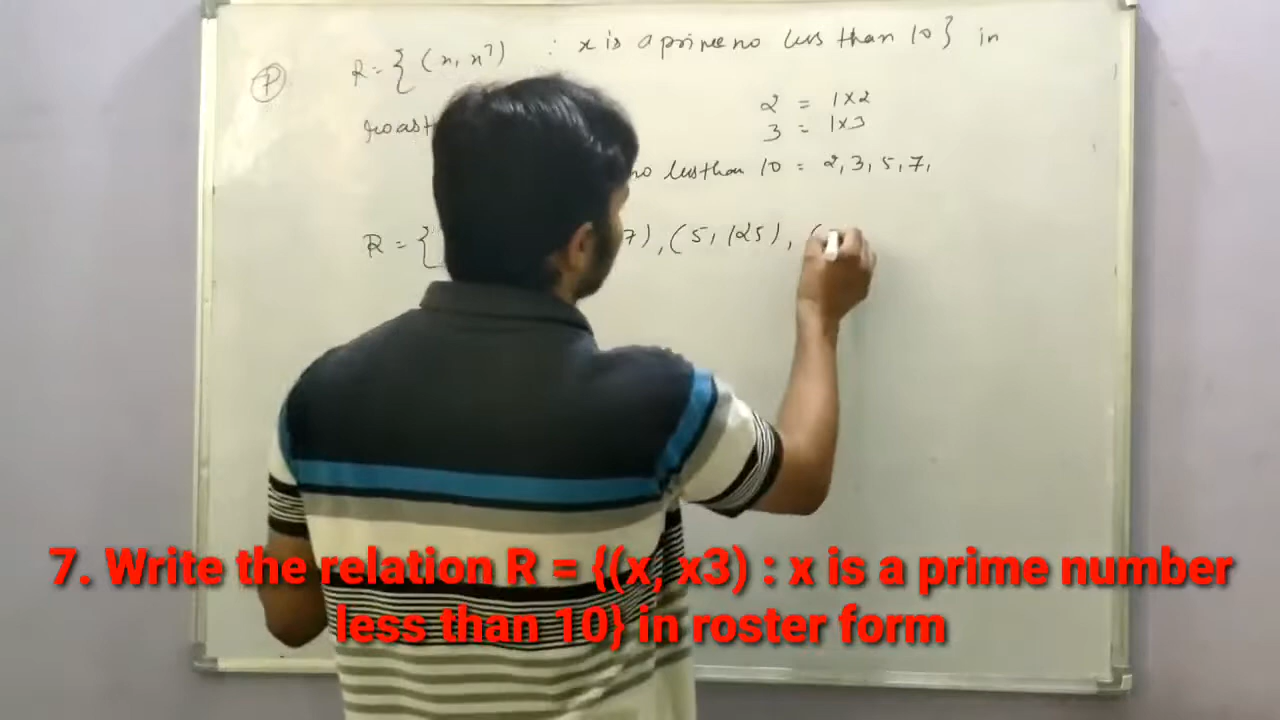 P R = { (x, x³) : x is a prime no less than 10 } in
2 = 1×2
3 = 1×3
no less than 10 = 2, 3, 5, 7,
R = { 7), (5, 125), (
7. Write the relation R = {(x, x3) : x is a prime number
less than 10} in roster form